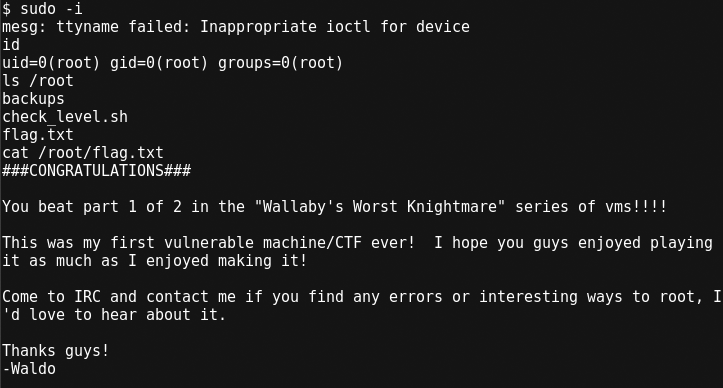 $ sudo -i
mesg: ttyname failed: Inappropriate ioctl for device
id
uid=0(root) gid=0(root) groups=0(root)
ls /root
backups
check_level.sh
flag.txt
cat /root/flag.txt
###CONGRATULATIONS###
You beat part 1 of 2 in the "Wallaby's Worst Knightmare" series of vms!!!!
This was my first vulnerable machine/CTF ever!  I hope you guys enjoyed playing
it as much as I enjoyed making it!
Come to IRC and contact me if you find any errors or interesting ways to root, I
'd love to hear about it.
Thanks guys!
-Waldo